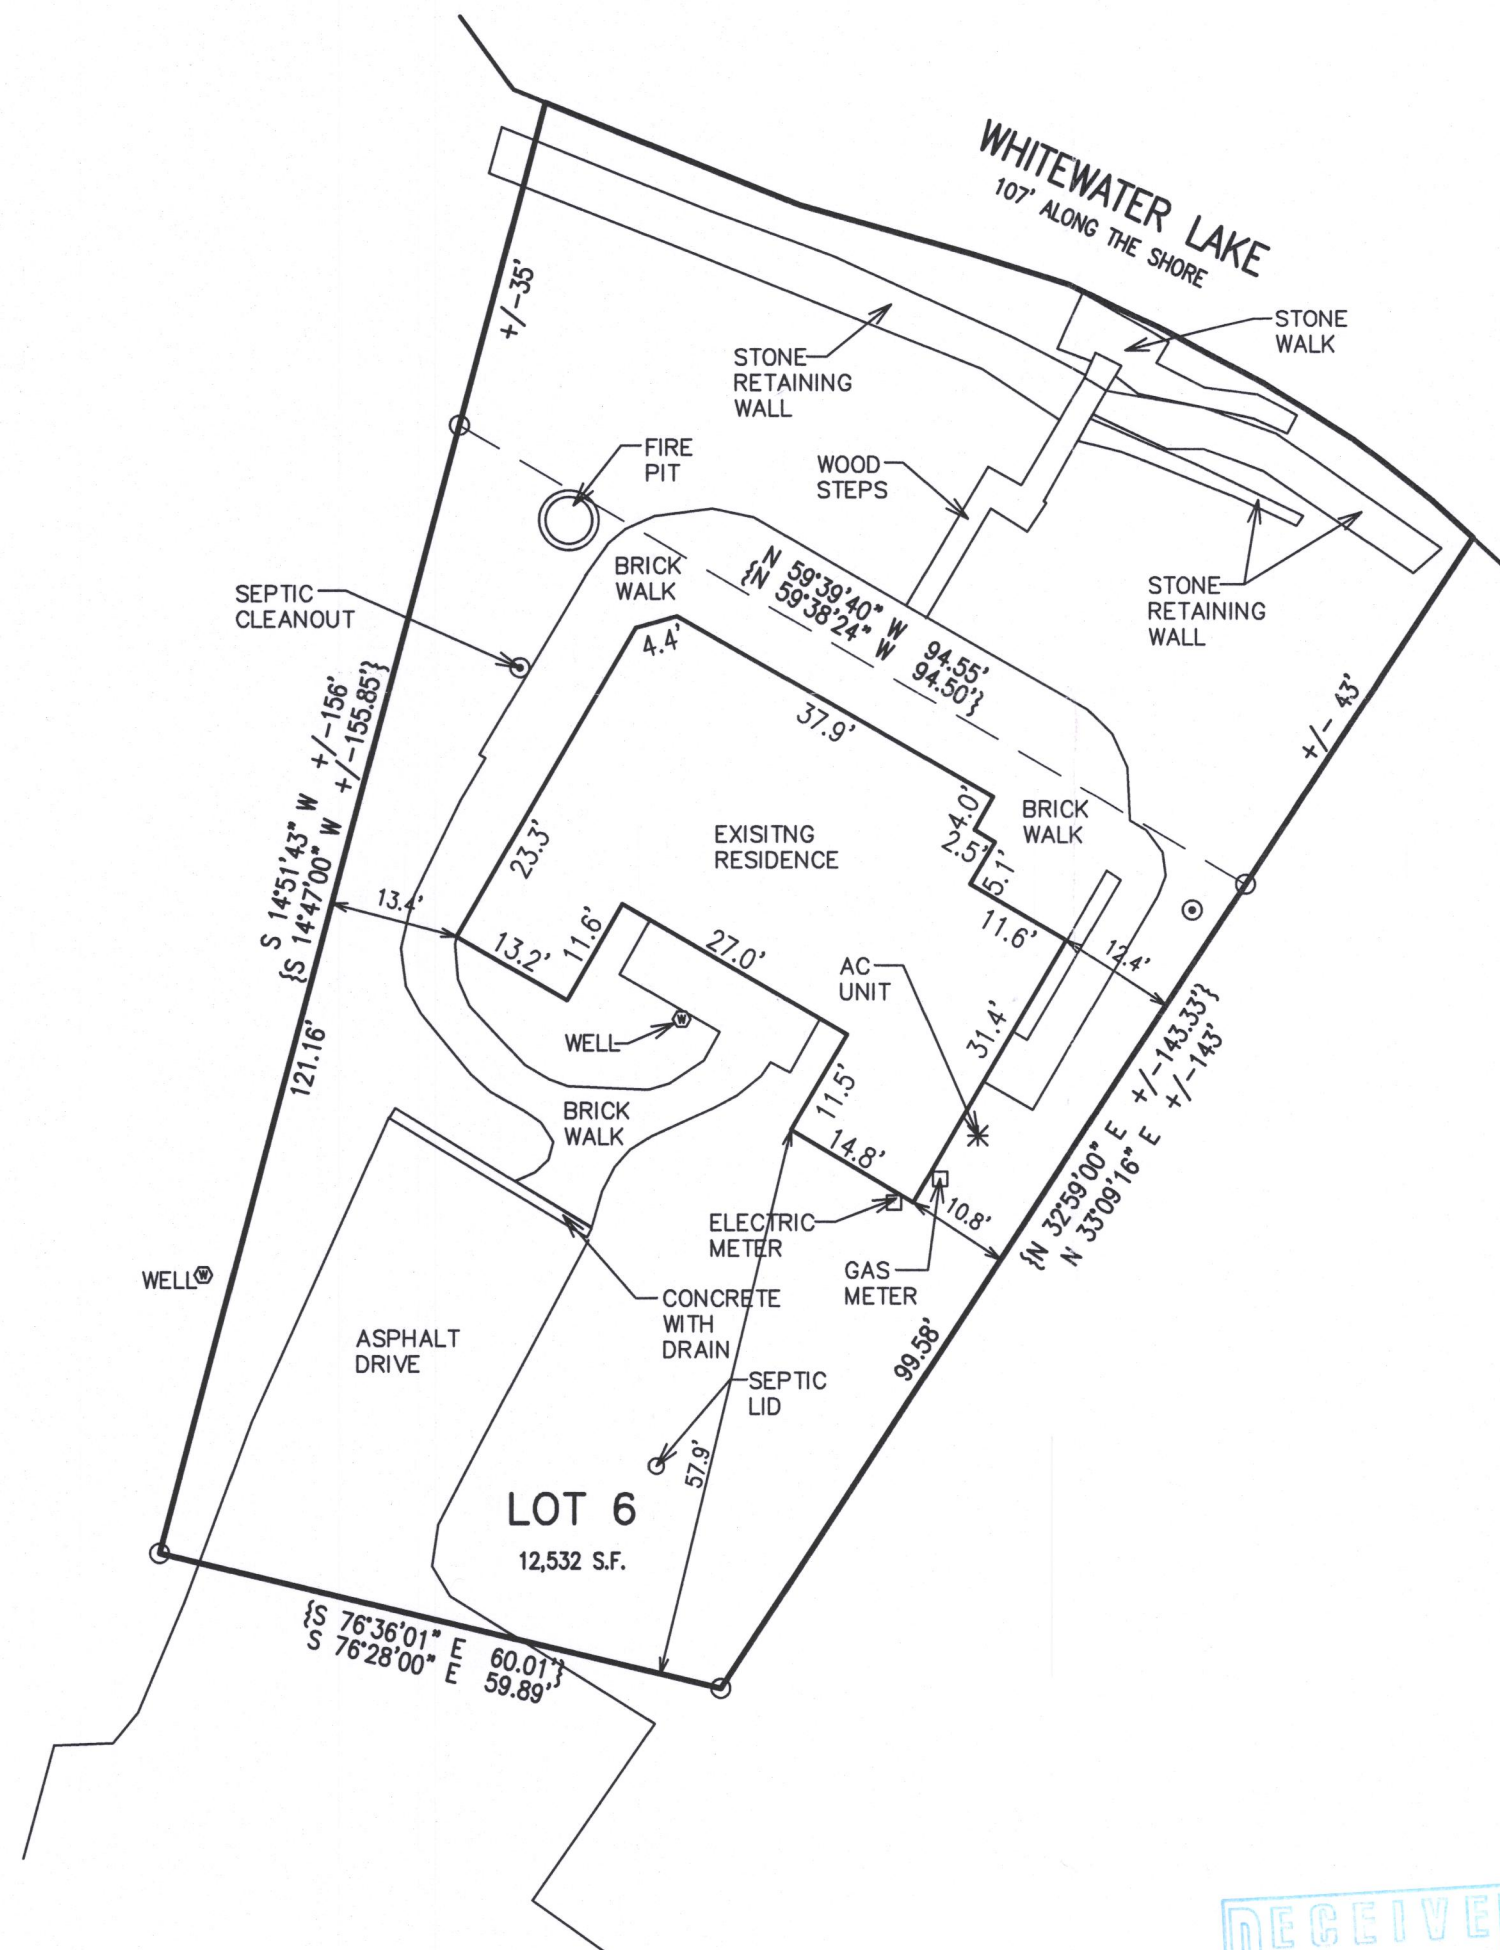 WHITEWATER LAKE
107' ALONG THE SHORE
+/-35'
STONE
WALK
STONE
RETAINING
WALL
FIRE
PIT
WOOD
STEPS
BRICK
WALK
N 59°39'40" W 94.55'
{N 59°38'24" W 94.50'}
STONE
RETAINING
WALL
SEPTIC
CLEANOUT
4.4'
+/- 43'
S 14°51'43" W +/-156'
{S 14°47'00" W +/-155.85'}
37.9'
4.0'
2.5'
5.1'
BRICK
WALK
EXISITNG
RESIDENCE
23.3'
13.4'
13.2'
11.6'
27.0'
11.6'
12.4'
AC
UNIT
31.4'
WELL
W
121.16'
{N 32°59'00" E +/-143.33'}
N 33°09'16" E +/-143'
11.5'
BRICK
WALK
14.8'
ELECTRIC
METER
10.8'
GAS
METER
WELL
W
CONCRETE
WITH
DRAIN
ASPHALT
DRIVE
99.58'
SEPTIC
LID
57.9'
LOT 6
12,532 S.F.
{S 76°36'01" E 60.01'}
S 76°28'00" E 59.89'